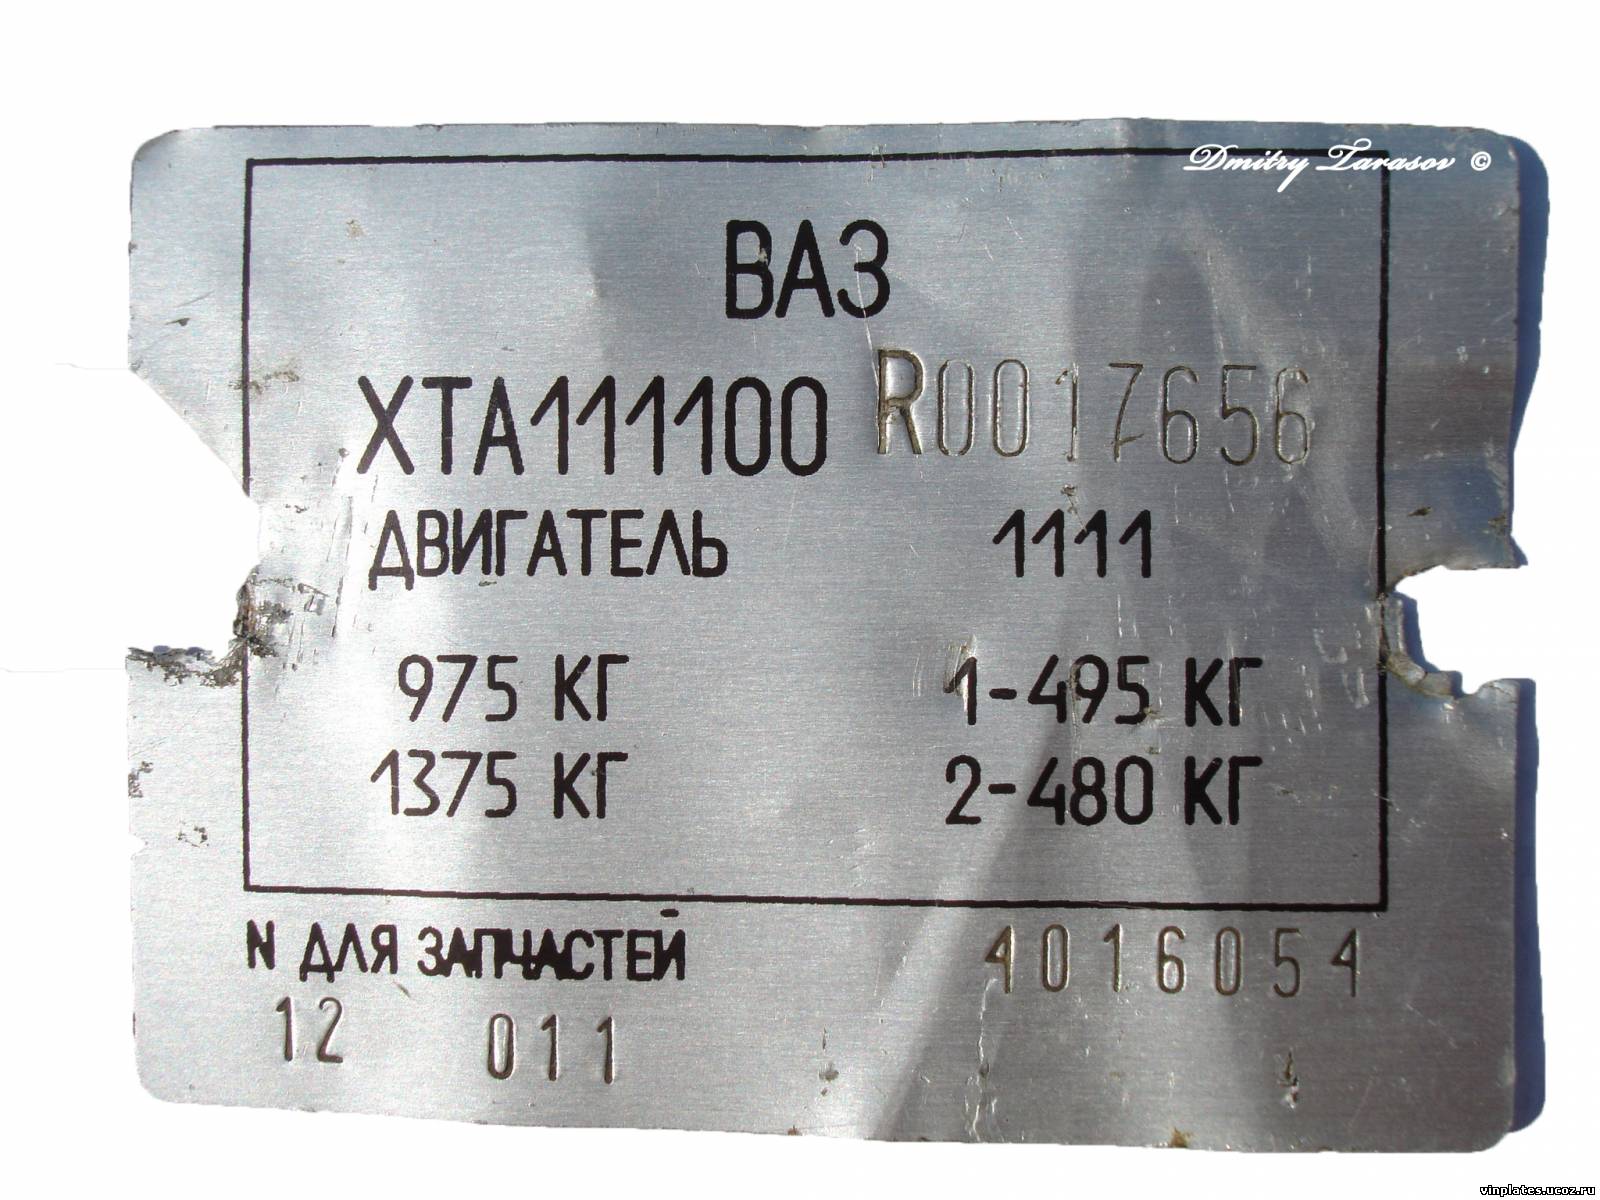 Dmitry Tarasov ©
ВАЗ
XTA111100 R0017656
ДВИГАТЕЛЬ 1111
975 КГ 1-495 КГ
1375 КГ 2-480 КГ
N ДЛЯ ЗАПЧАСТЕЙ 4016054
12 011
vinplates.ucoz.ru